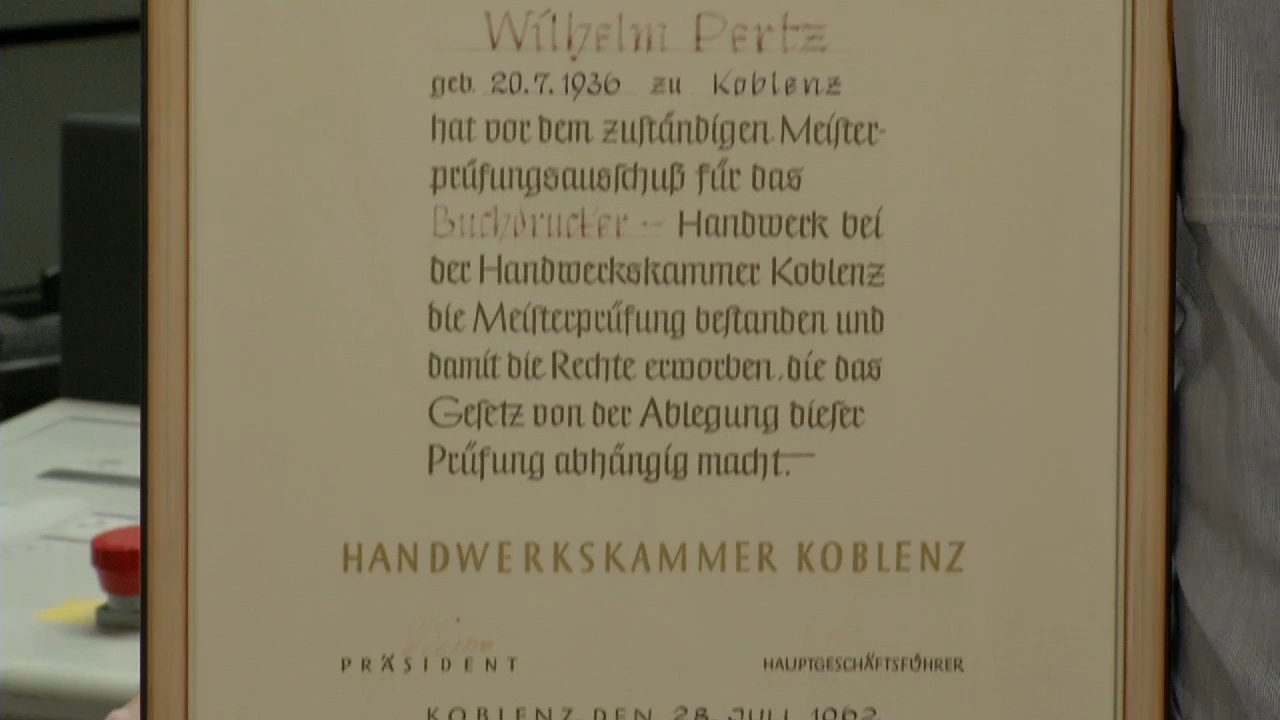 Wilhelm Pertz
geb. 20.7.1936 zu Koblenz
hat vor dem zuständigen Meister-
prüfungsausschuß für das
Buchdrucker – Handwerk bei
der Handwerkskammer Koblenz
die Meisterprüfung bestanden und
damit die Rechte erworben, die das
Gesetz von der Ablegung dieser
Prüfung abhängig macht.—
HANDWERKSKAMMER KOBLENZ
PRÄSIDENT HAUPTGESCHÄFTSFÜHRER
KOBLENZ, DEN 28. JULI 1962